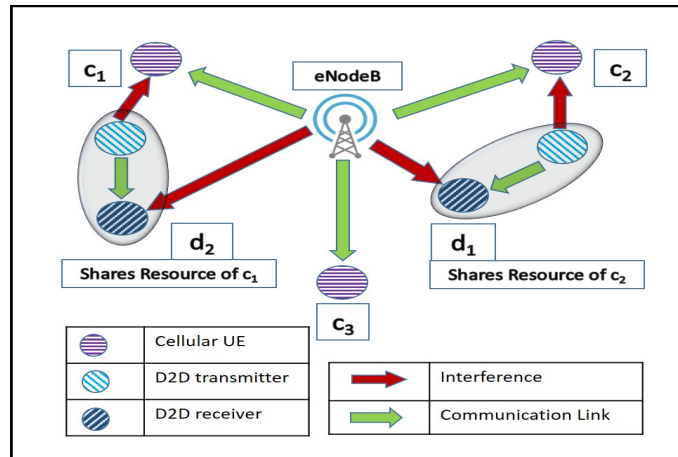 c₁
eNodeB
c₂
d₂
Shares Resource of c₁
d₁
Shares Resource of c₂
c₃
Cellular UE
D2D transmitter
D2D receiver
Interference
Communication Link